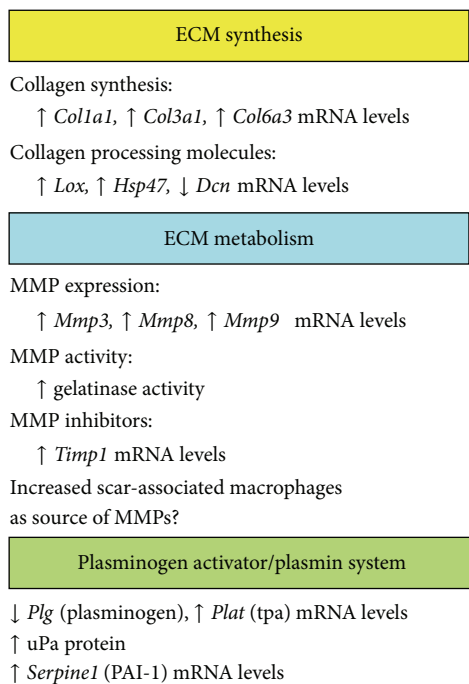 ECM synthesis
Collagen synthesis:
↑ Col1a1, ↑ Col3a1, ↑ Col6a3 mRNA levels
Collagen processing molecules:
↑ Lox, ↑ Hsp47, ↓ Dcn mRNA levels
ECM metabolism
MMP expression:
↑ Mmp3, ↑ Mmp8, ↑ Mmp9 mRNA levels
MMP activity:
↑ gelatinase activity
MMP inhibitors:
↑ Timp1 mRNA levels
Increased scar-associated macrophages
as source of MMPs?
Plasminogen activator/plasmin system
↓ Plg (plasminogen), ↑ Plat (tpa) mRNA levels
↑ uPa protein
↑ Serpine1 (PAI-1) mRNA levels